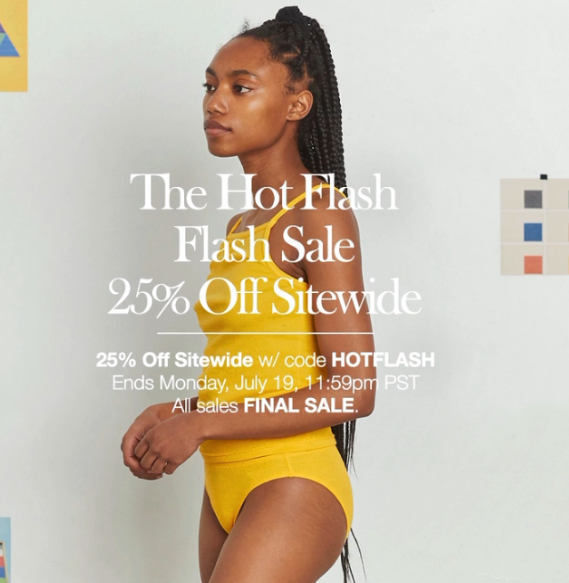 The Hot Flash
Flash Sale
25% Off Sitewide
25% Off Sitewide w/ code HOTFLASH
Ends Monday, July 19, 11:59pm PST
All sales FINAL SALE.